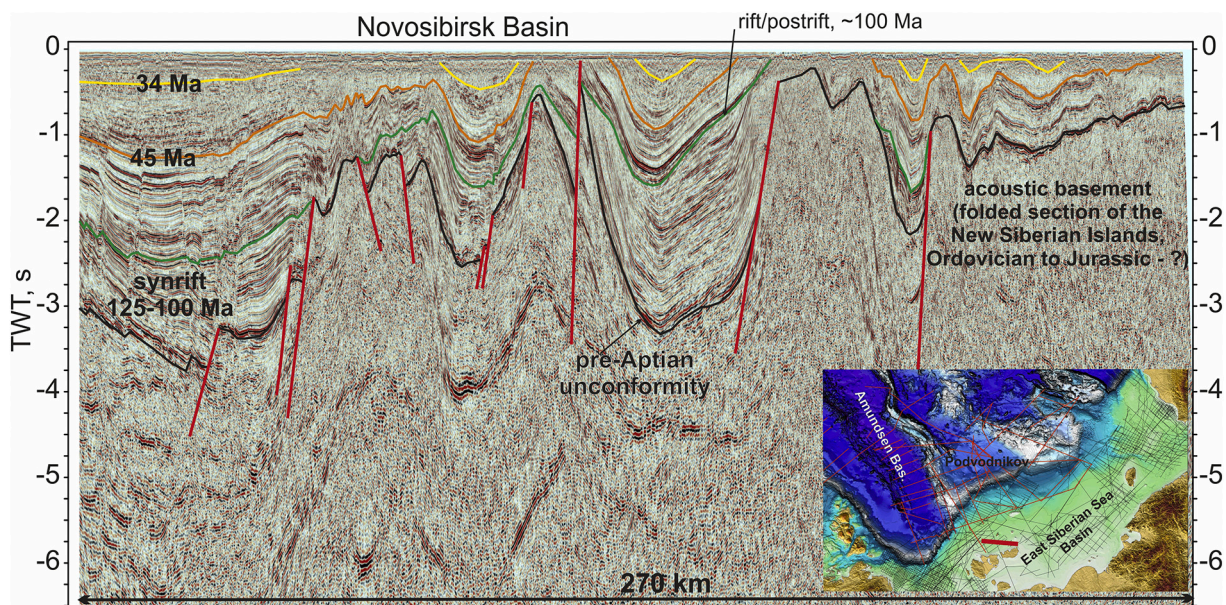 Novosibirsk Basin
rift/postrift, ~100 Ma
0
-1
-2
-3
-4
-5
-6
TWT, s
0
-1
-2
-3
-4
-5
-6
34 Ma
45 Ma
synrift
125-100 Ma
pre-Aptian
unconformity
acoustic basement
(folded section of the
New Siberian Islands,
Ordovician to Jurassic - ?)
Amundsen Bas.
Podvodnikov
East Siberian Sea
Basin
270 km